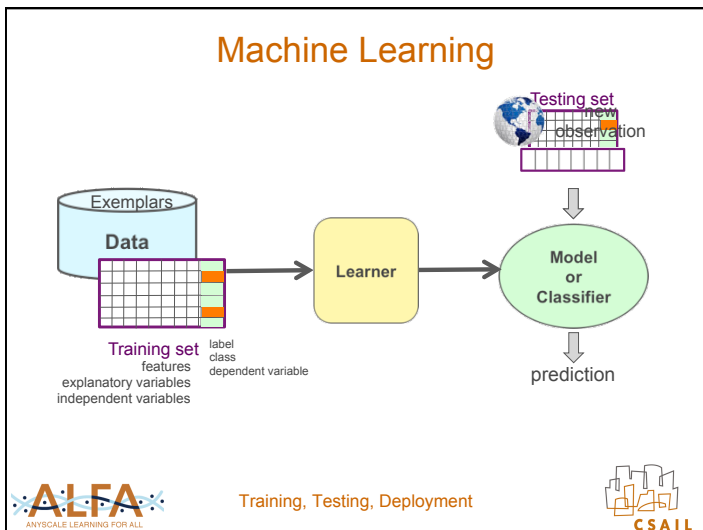 Machine Learning
Testing set
new
observation
Exemplars
Data
Learner
Model
or
Classifier
Training set
features
explanatory variables
independent variables
label
class
dependent variable
prediction
ALFA
ANYSCALE LEARNING FOR ALL
Training, Testing, Deployment
CSAIL